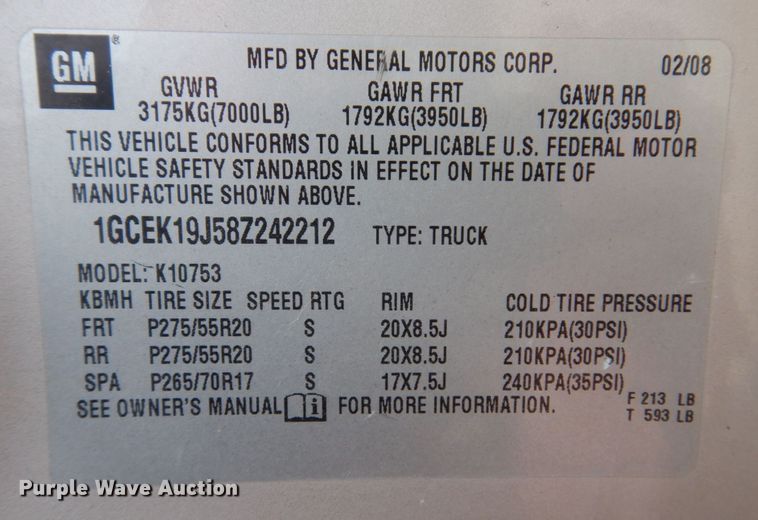 GM ®
MFD BY GENERAL MOTORS CORP. 02/08
GVWR GAWR FRT GAWR RR
3175KG(7000LB) 1792KG(3950LB) 1792KG(3950LB)
THIS VEHICLE CONFORMS TO ALL APPLICABLE U.S. FEDERAL MOTOR
VEHICLE SAFETY STANDARDS IN EFFECT ON THE DATE OF
MANUFACTURE SHOWN ABOVE.
1GCEK19J58Z242212 TYPE: TRUCK
MODEL: K10753
KBMH TIRE SIZE SPEED RTG RIM COLD TIRE PRESSURE
FRT P275/55R20 S 20X8.5J 210KPA(30PSI)
RR P275/55R20 S 20X8.5J 210KPA(30PSI)
SPA P265/70R17 S 17X7.5J 240KPA(35PSI)
SEE OWNER'S MANUAL i FOR MORE INFORMATION.
F 213 LB
T 593 LB
Purple Wave Auction